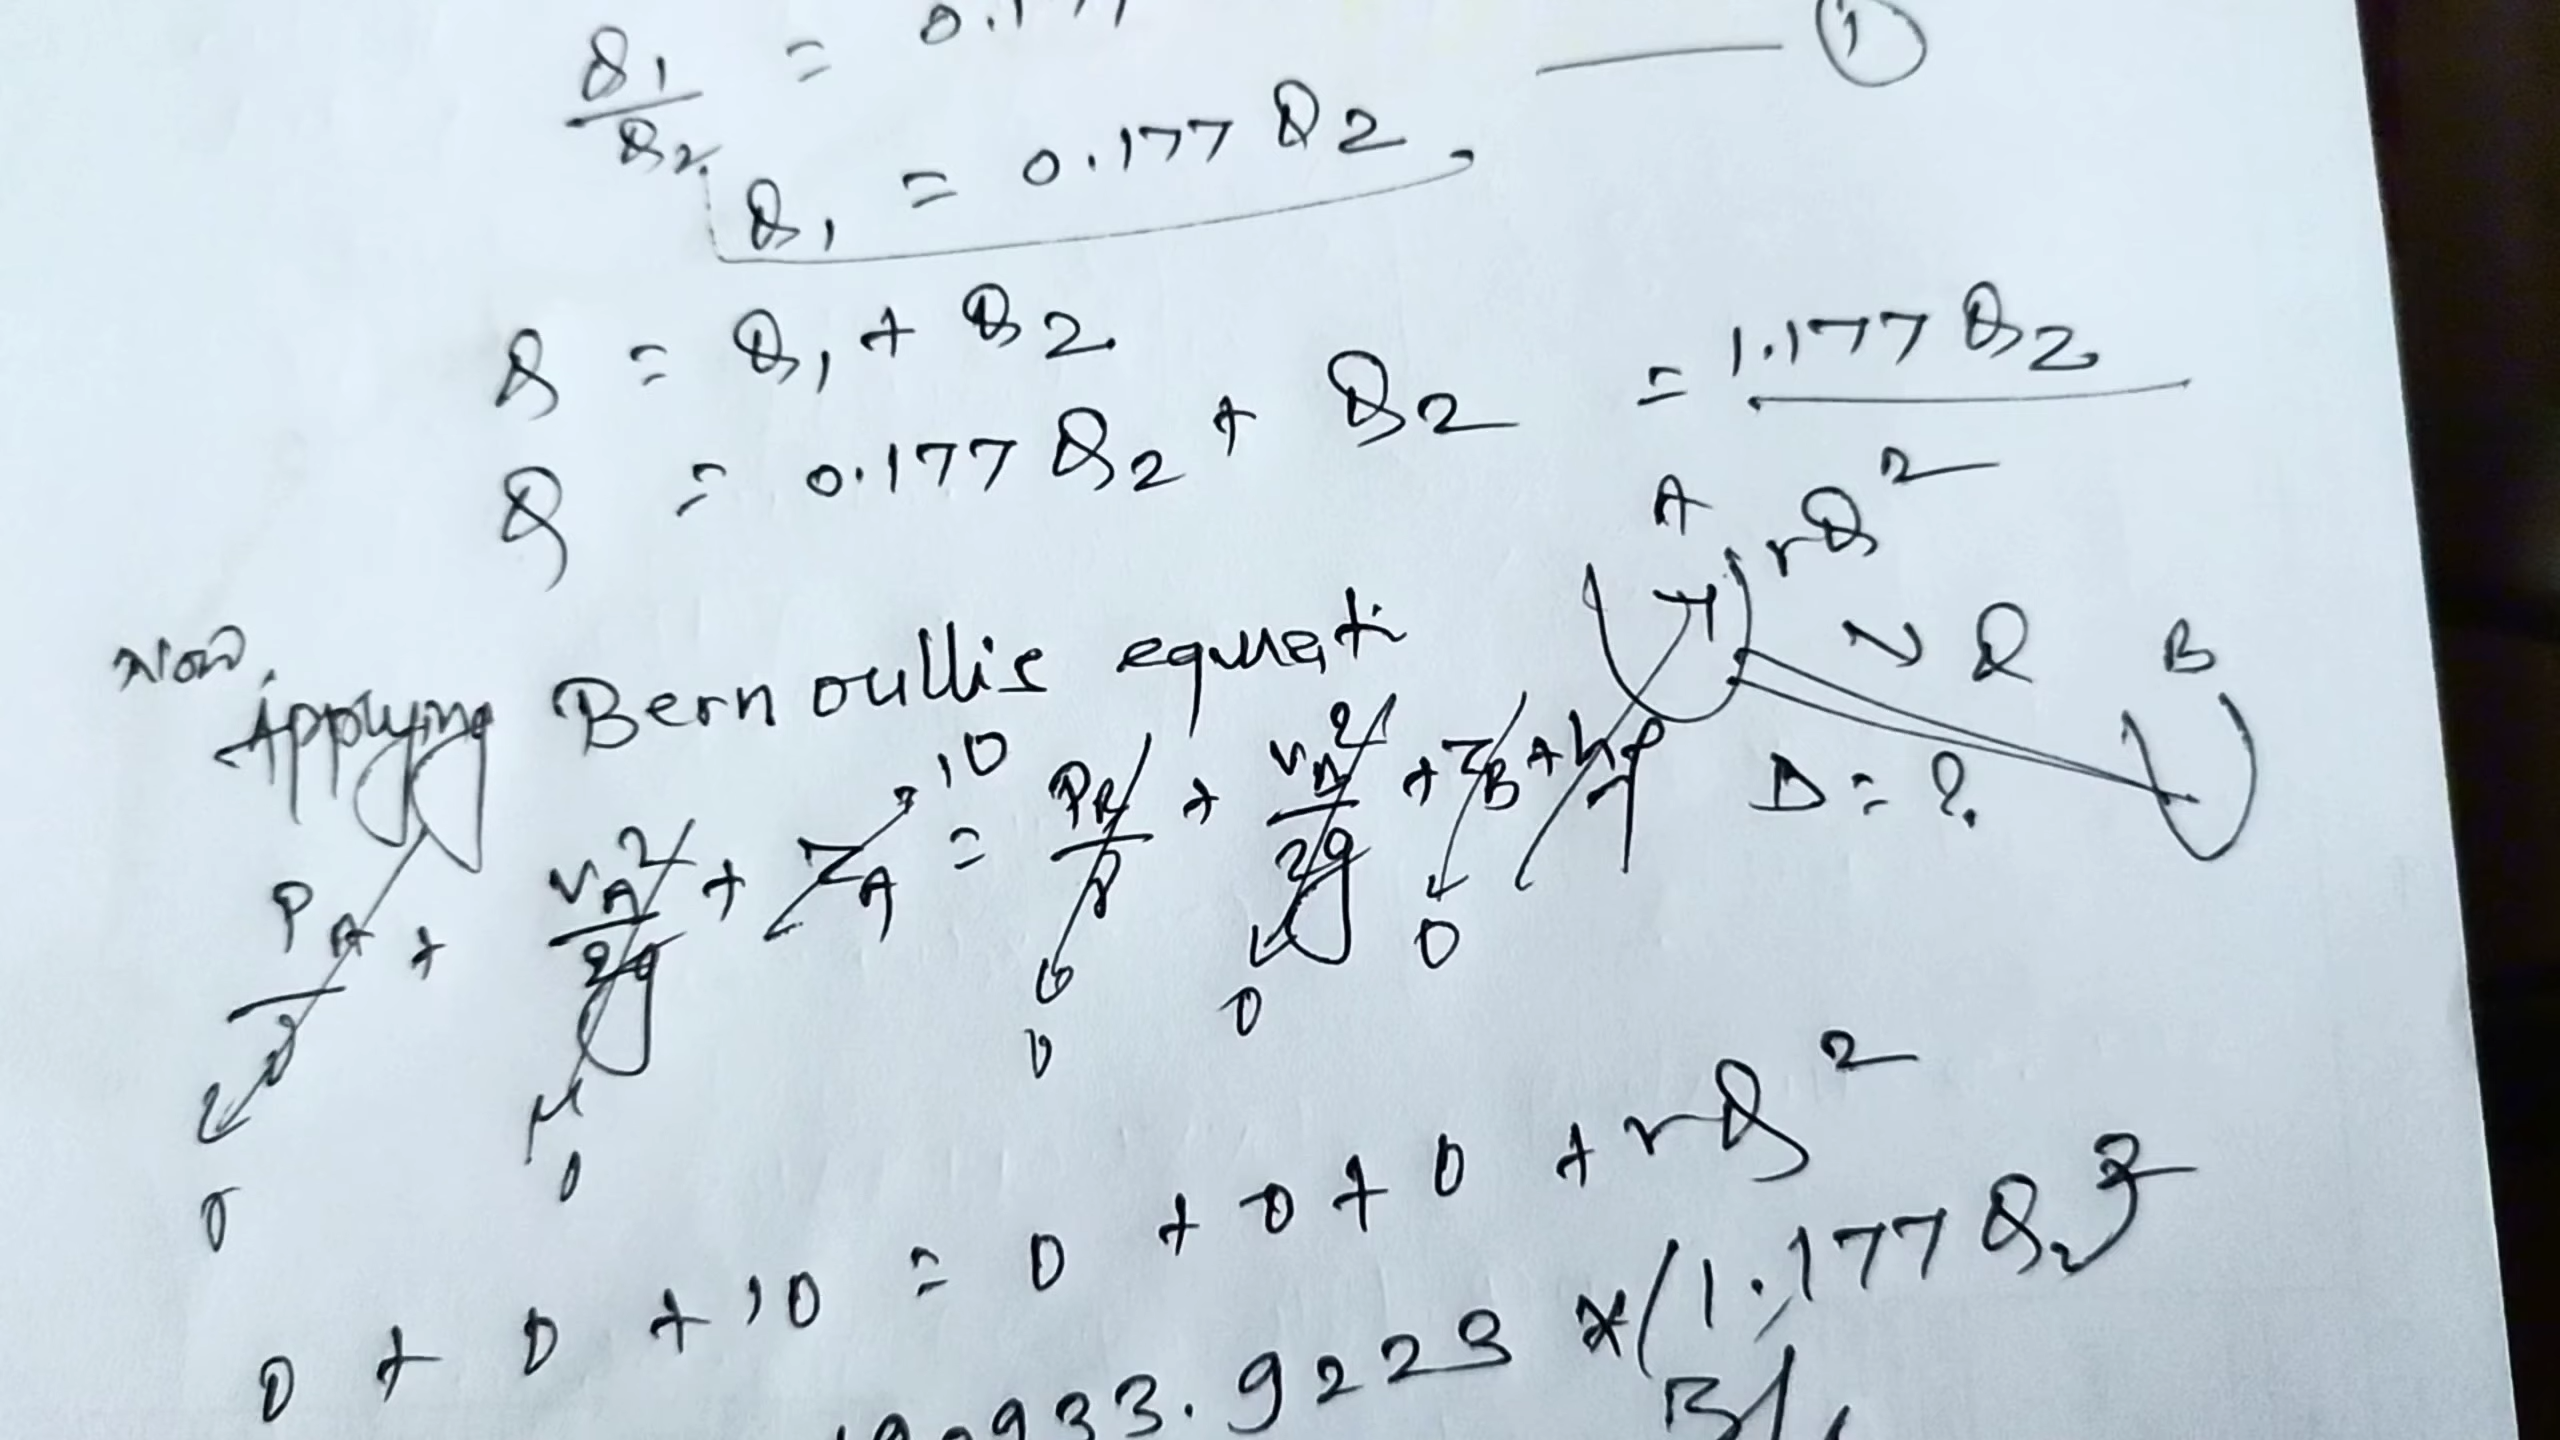 Q1/Q2 = 0.177
①
Q1 = 0.177 Q2
Q = Q1 + Q2
Q = 0.177 Q2 + Q2 = 1.177 Q2
A rQ²
Now,
Applying Bernoullis equati
Q B
D = ?
PA/γ + VA²/2g + ZA = PB/γ + VB²/2g + ZB + hf
10
0 0 0 0 0
0 + 0 + 10 = 0 + 0 + 0 + rQ²
933.9223 * (1.177 Q2)²